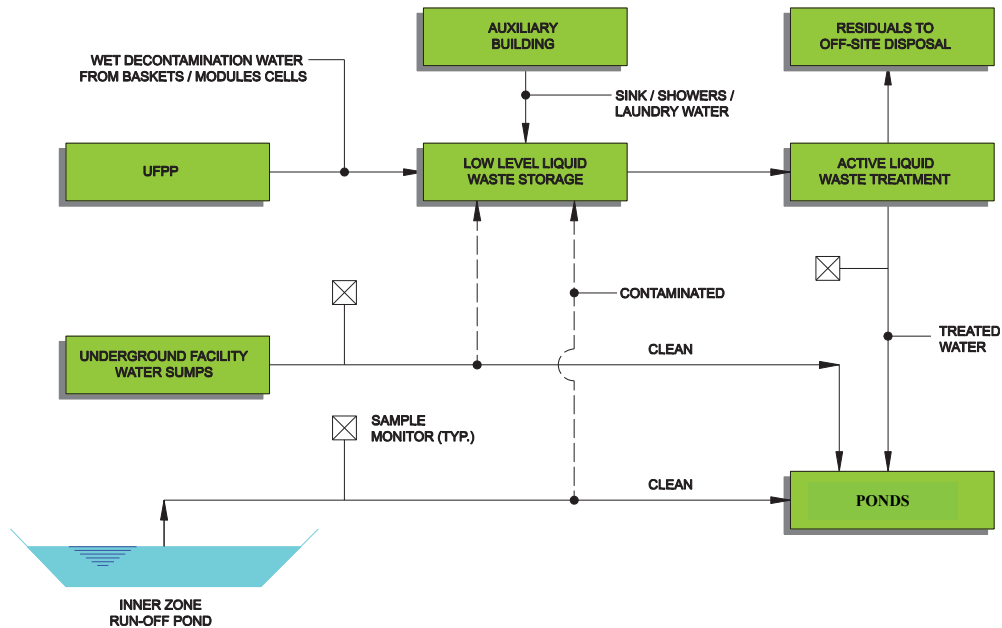 AUXILIARY
BUILDING
RESIDUALS TO
OFF-SITE DISPOSAL
WET DECONTAMINATION WATER
FROM BASKETS / MODULES CELLS
SINK / SHOWERS /
LAUNDRY WATER
UFPP
LOW LEVEL LIQUID
WASTE STORAGE
ACTIVE LIQUID
WASTE TREATMENT
CONTAMINATED
TREATED
WATER
UNDERGROUND FACILITY
WATER SUMPS
CLEAN
SAMPLE
MONITOR (TYP.)
CLEAN
PONDS
INNER ZONE
RUN-OFF POND